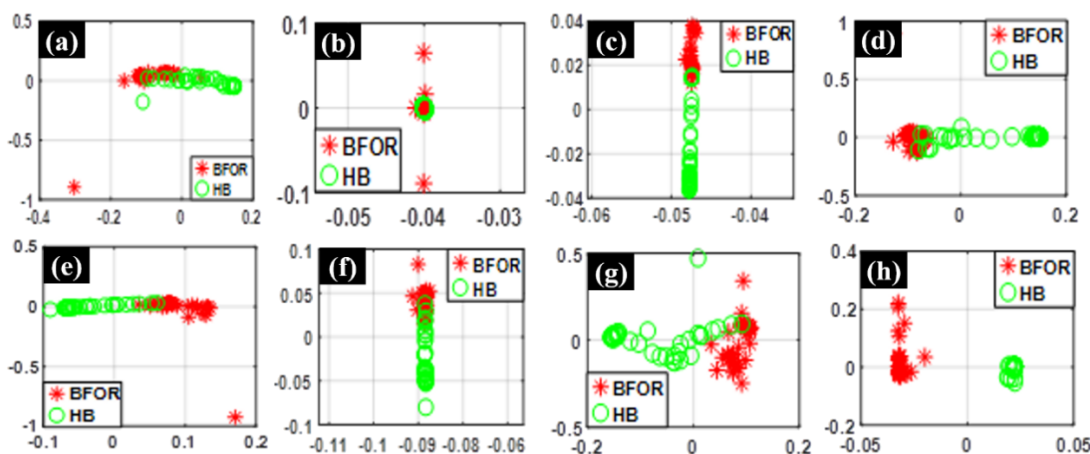 (a)
0.5
0
-0.5
-1
BFOR
HB
-0.4 -0.2 0 0.2
(b)
0.1
0
-0.1
BFOR
HB
-0.05 -0.04 -0.03
(c)
0.04
0.02
0
-0.02
-0.04
BFOR
HB
-0.06 -0.05 -0.04
(d)
1
0.5
0
-0.5
BFOR
HB
-0.2 0 0.2
(e)
0.5
0
-0.5
-1
BFOR
HB
-0.1 0 0.1 0.2
(f)
0.1
0.05
0
-0.05
-0.1
BFOR
HB
-0.11 -0.1 -0.09 -0.08 -0.07 -0.06
(g)
0.5
0
-0.5
BFOR
HB
-0.2 0 0.2
(h)
0.4
0.2
0
-0.2
BFOR
HB
-0.05 0 0.05